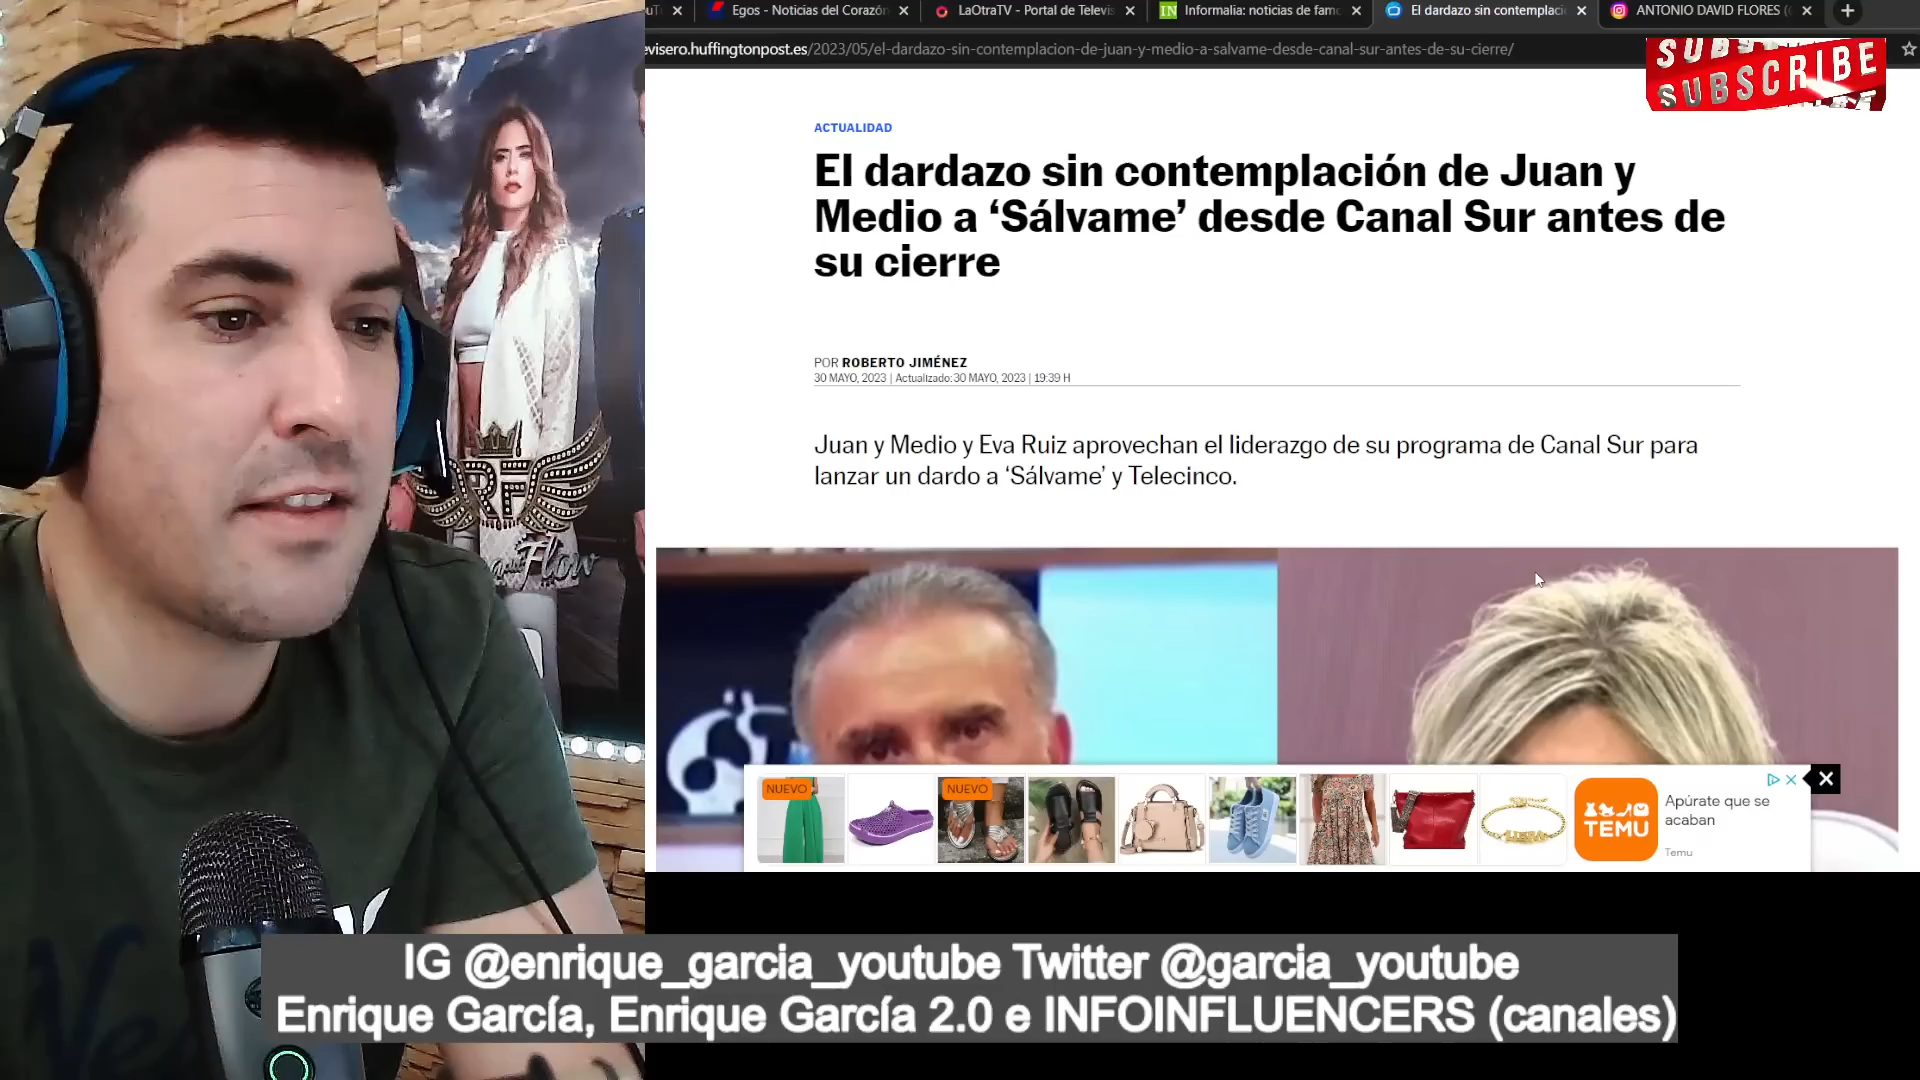 Egos - Noticias del Corazón
LaOtraTV - Portal de Televis
IN Informalia: noticias de famo
El dardazo sin contemplaci
ANTONIO DAVID FLORES (
evisero.huffingtonpost.es/2023/05/el-dardazo-sin-contemplacion-de-juan-y-medio-a-salvame-desde-canal-sur-antes-de-su-cierre/
SUBSCRIBE
ACTUALIDAD
El dardazo sin contemplación de Juan y
Medio a ‘Sálvame’ desde Canal Sur antes de
su cierre
POR ROBERTO JIMÉNEZ
30 MAYO, 2023 | Actualizado: 30 MAYO, 2023 | 19:39 H
Juan y Medio y Eva Ruiz aprovechan el liderazgo de su programa de Canal Sur para
lanzar un dardo a ‘Sálvame’ y Telecinco.
RF
Flow
NUEVO
NUEVO
TEMU
Apúrate que se
acaban
Temu
IG @enrique_garcia_youtube Twitter @garcia_youtube
Enrique García, Enrique García 2.0 e INFOINFLUENCERS (canales)